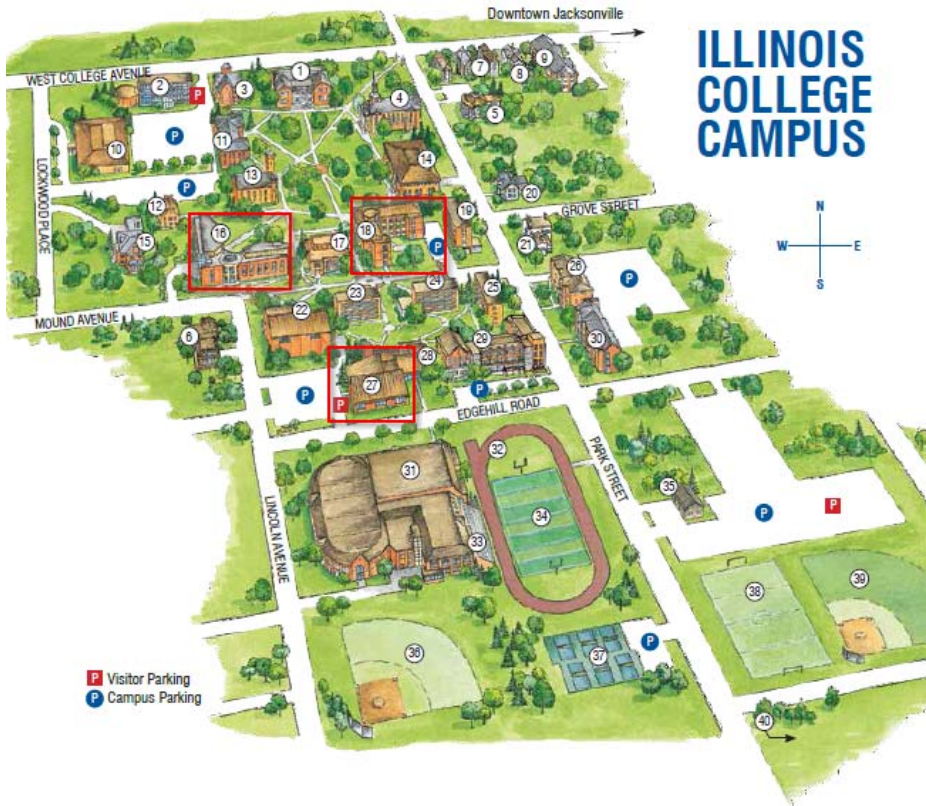 Downtown Jacksonville
ILLINOIS
COLLEGE
CAMPUS
WEST COLLEGE AVENUE
1
2
3
4
5
6
7
8
9
10
11
12
13
14
15
16
17
18
19
20
21
22
23
24
25
26
27
28
29
30
31
32
33
34
35
36
37
38
39
40
P
P
P
P
P
P
P
P
P
P
P
LOCKWOOD PLACE
GROVE STREET
N
W E
S
MOUND AVENUE
EDGEHILL ROAD
PARK STREET
LINCOLN AVENUE
P Visitor Parking
P Campus Parking